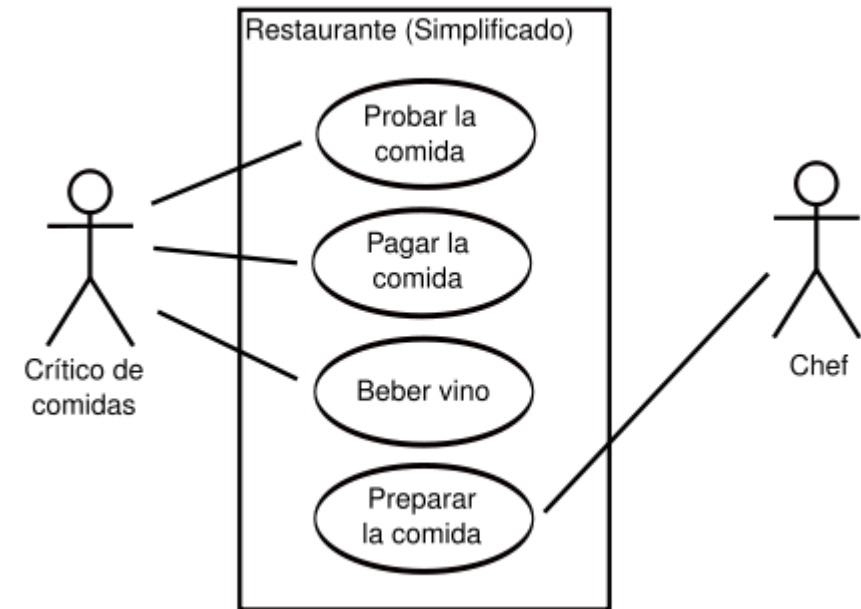 Restaurante (Simplificado)
Probar la
comida
Pagar la
comida
Beber vino
Preparar
la comida
Crítico de
comidas
Chef